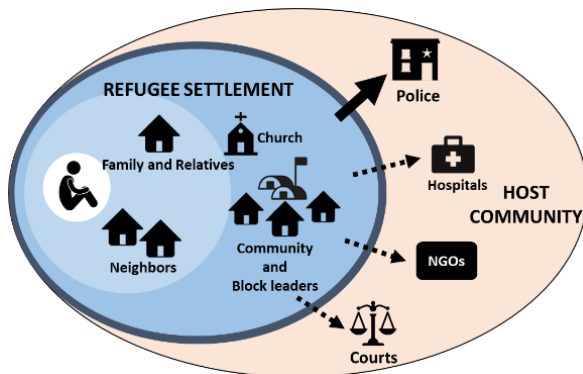 REFUGEE SETTLEMENT
Police
Church
Family and Relatives
Hospitals
HOST
COMMUNITY
Neighbors
Community
and
Block leaders
NGOs
Courts